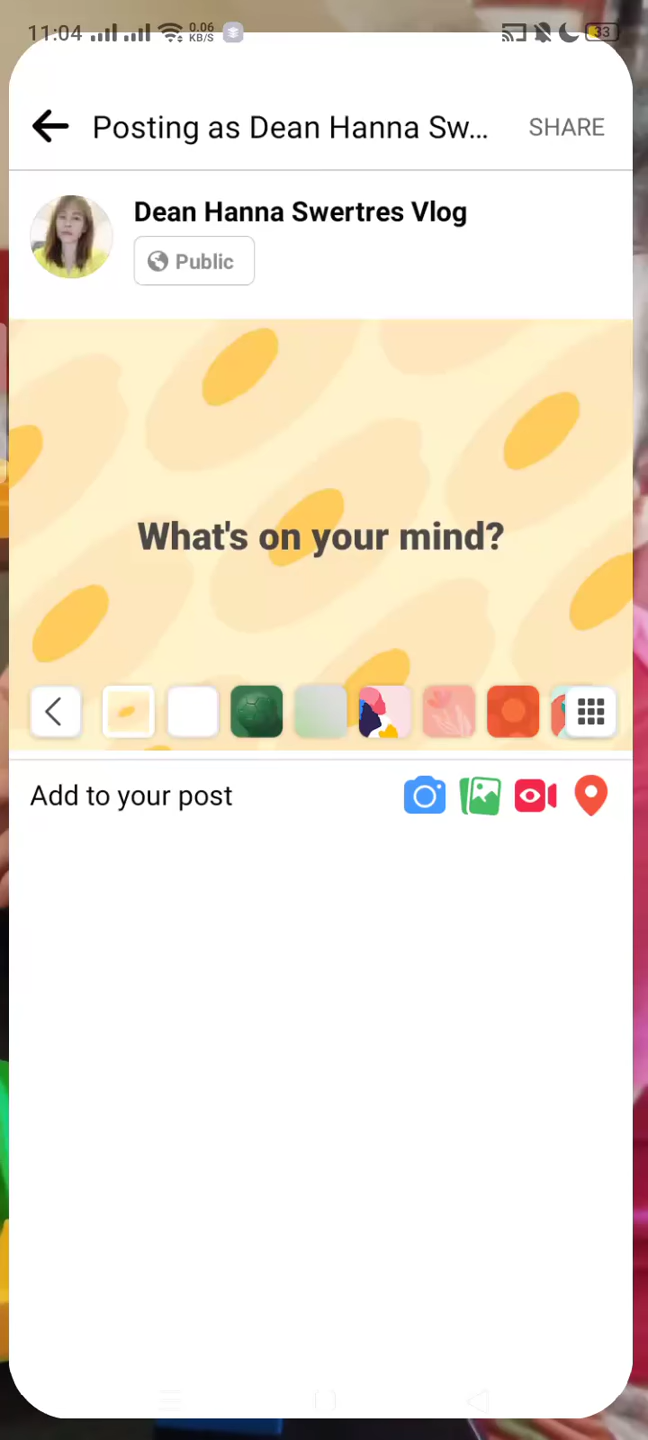 11:04 0.06 KB/S 33
Posting as Dean Hanna Sw... SHARE
Dean Hanna Swertres Vlog
Public
What's on your mind?
Add to your post